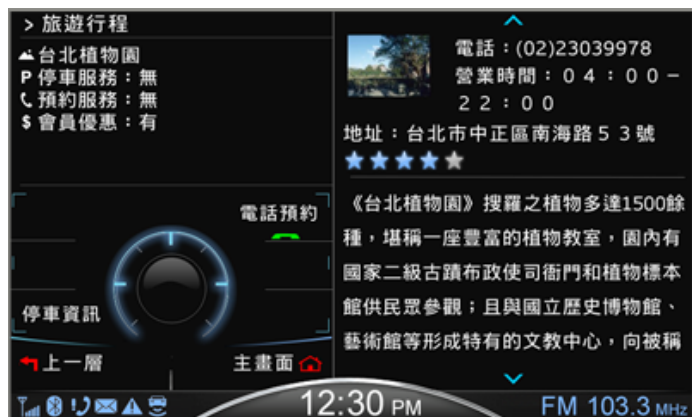 > 旅遊行程
台北植物園
P 停車服務：無
預約服務：無
$ 會員優惠：有
電話：(02)23039978
營業時間：０４：００－
２２：００
地址：台北市中正區南海路５３號
《台北植物園》搜羅之植物多達1500餘
種，堪稱一座豐富的植物教室，園內有
國家二級古蹟布政使司衙門和植物標本
館供民眾參觀；且與國立歷史博物館、
藝術館等形成特有的文教中心，向被稱
電話預約
停車資訊
上一層
主畫面
12:30 PM
FM 103.3 MHz